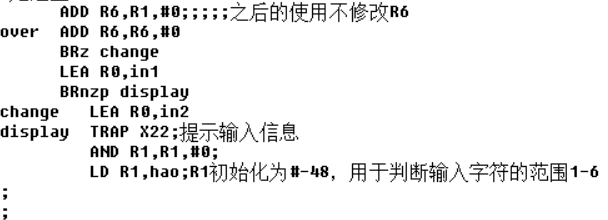 ADD R6,R1,#0;;;;;之后的使用不修改R6
over ADD R6,R6,#0
BRz change
LEA R0,in1
BRnzp display
change LEA R0,in2
display TRAP X22;提示输入信息
AND R1,R1,#0;
LD R1,hao;R1初始化为#-48，用于判断输入字符的范围1-6
;
;